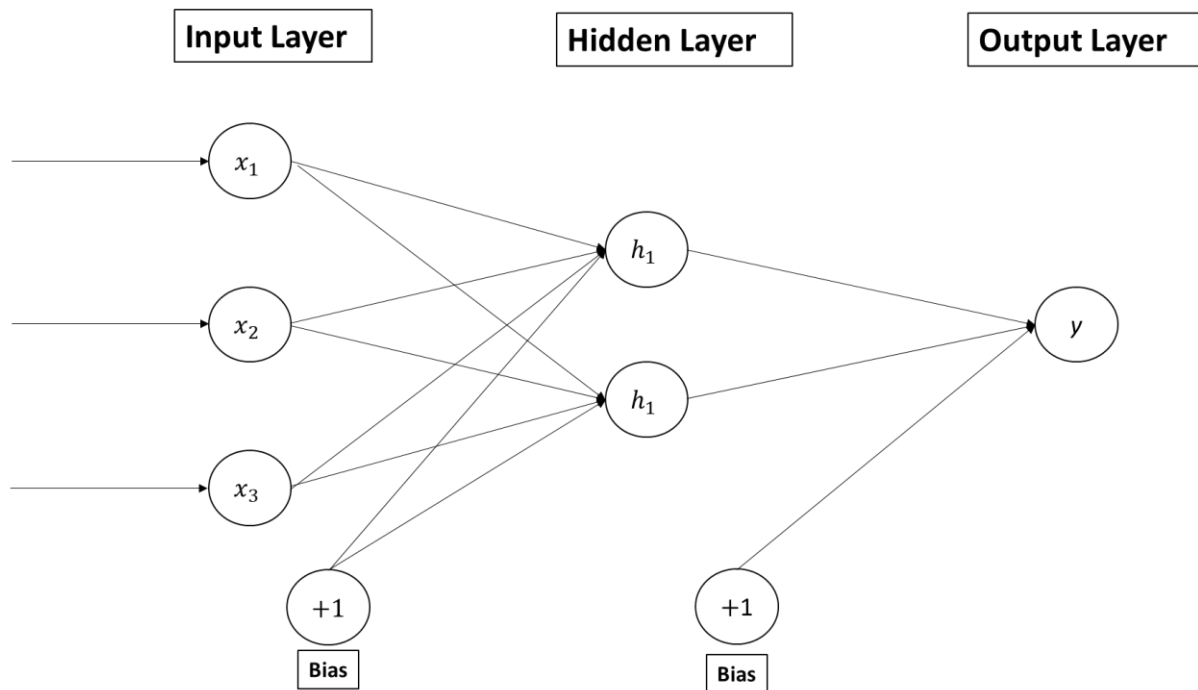 Input Layer
Hidden Layer
Output Layer
x₁
h₁
x₂
y
h₁
x₃
+1
+1
Bias
Bias